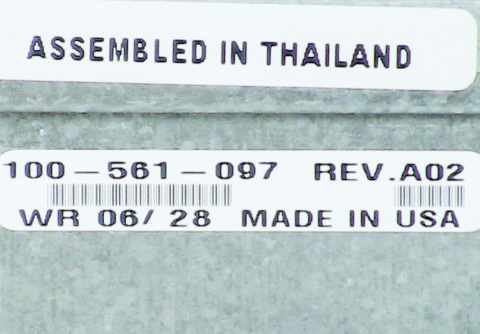 ASSEMBLED IN THAILAND
100-561-097 REV.A02
WR 06/ 28 MADE IN USA